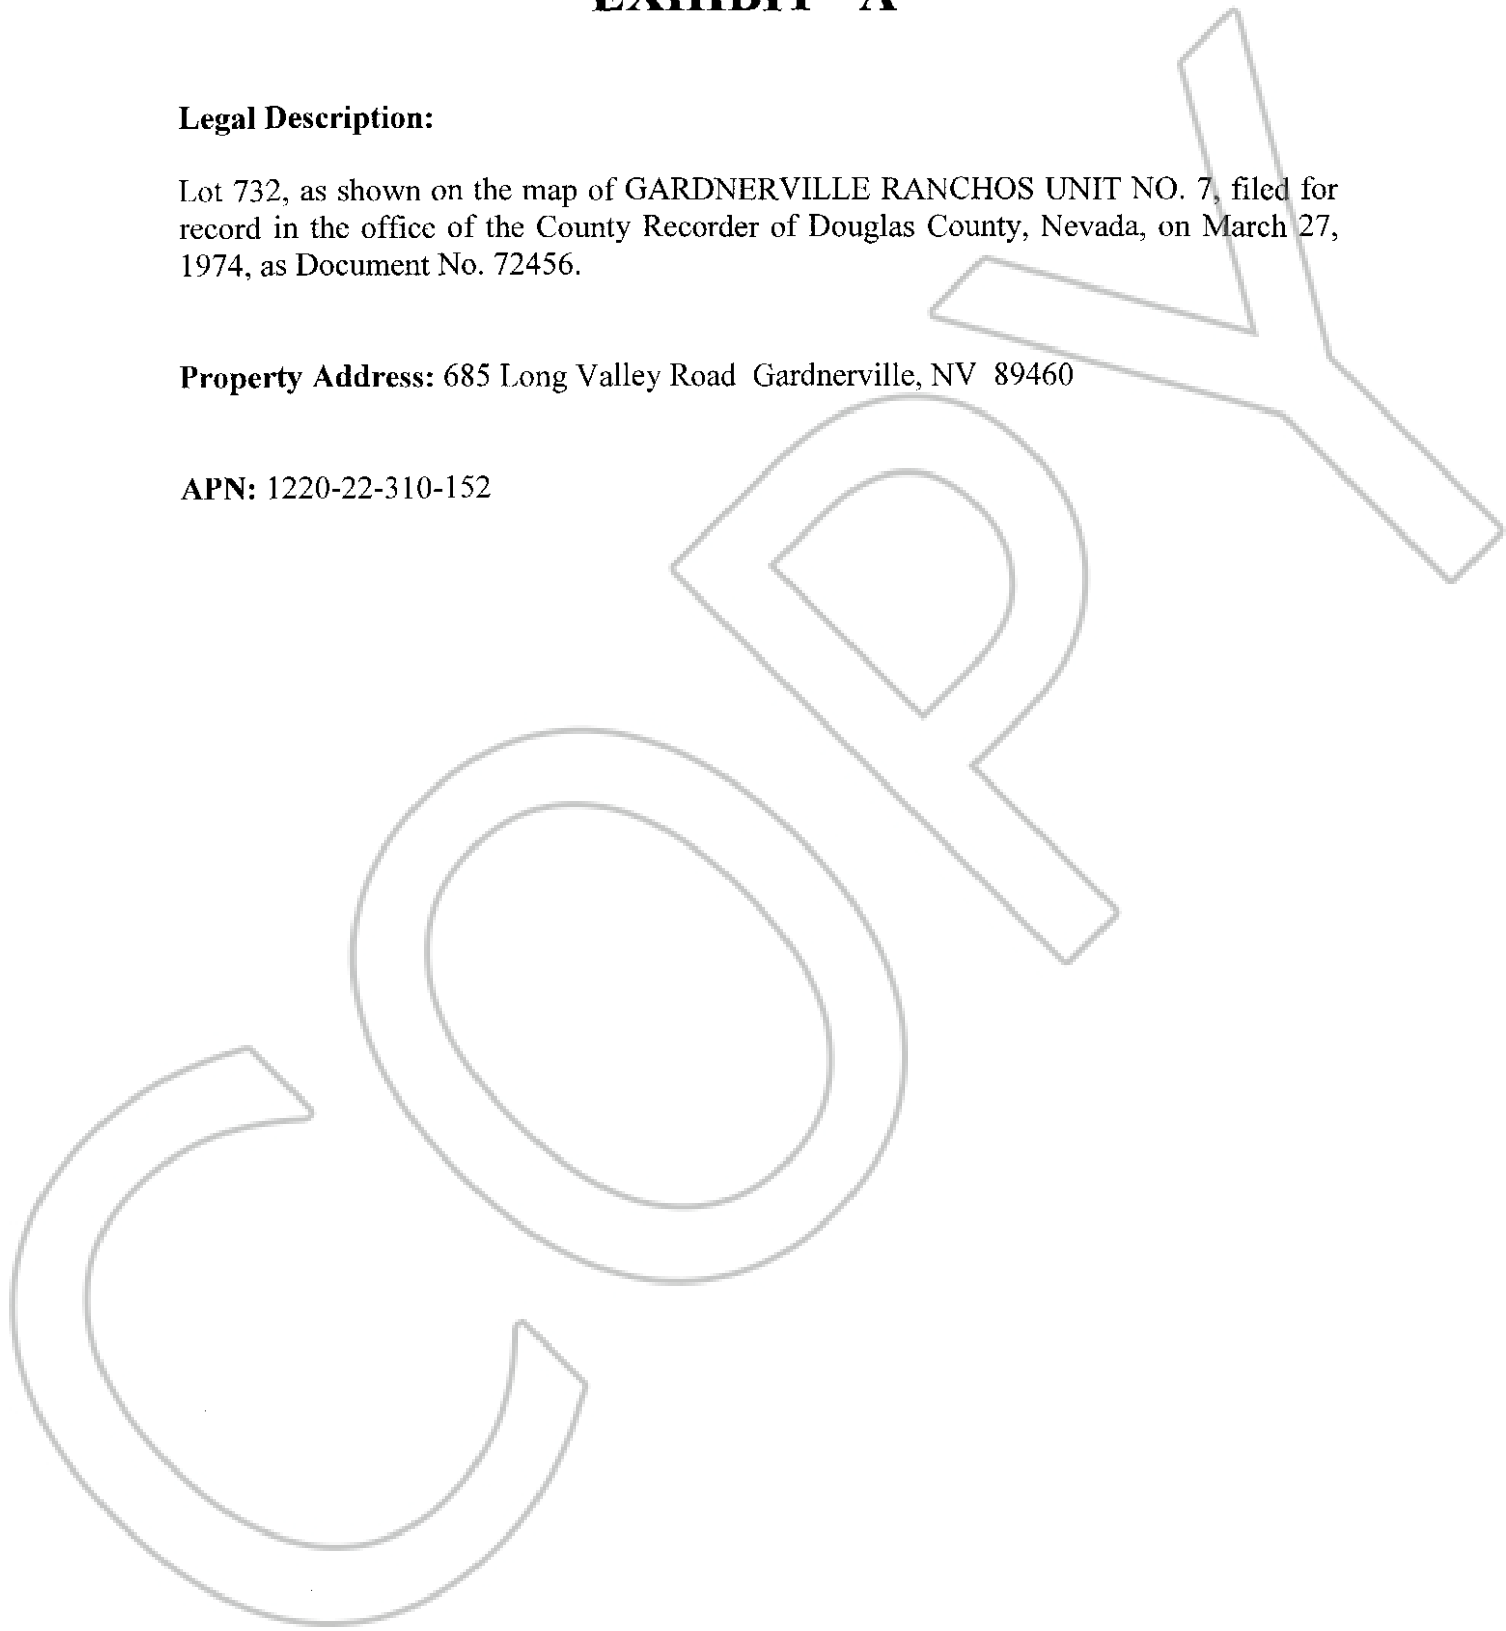 EXHIBIT "A"
Legal Description:
Lot 732, as shown on the map of GARDNERVILLE RANCHOS UNIT NO. 7, filed for
record in the office of the County Recorder of Douglas County, Nevada, on March 27,
1974, as Document No. 72456.
Property Address: 685 Long Valley Road Gardnerville, NV 89460
APN: 1220-22-310-152
COPY